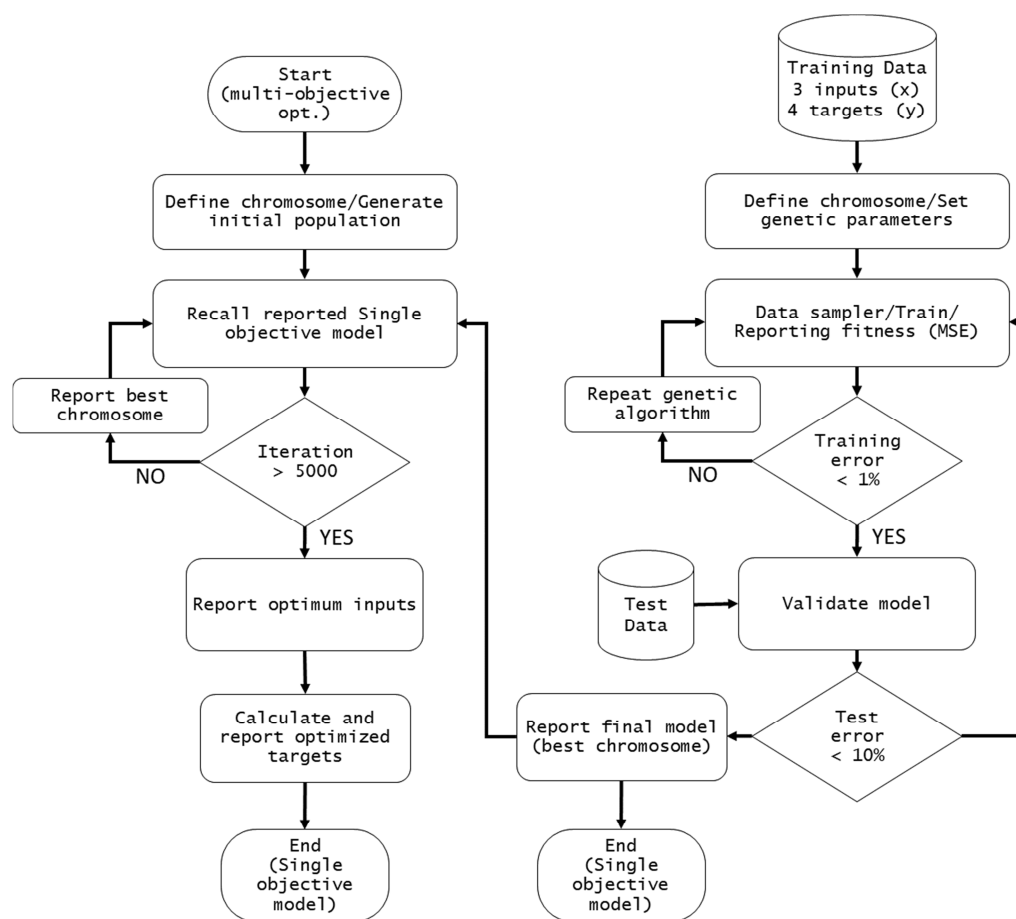 Start
(multi-objective
opt.)
Define chromosome/Generate
initial population
Recall reported Single
objective model
Report best
chromosome
Iteration
> 5000
NO
YES
Report optimum inputs
Calculate and
report optimized
targets
End
(Single
objective
model)
Training Data
3 inputs (x)
4 targets (y)
Define chromosome/Set
genetic parameters
Data sampler/Train/
Reporting fitness (MSE)
Repeat genetic
algorithm
Training
error
< 1%
NO
YES
Test
Data
Validate model
Test
error
< 10%
Report final model
(best chromosome)
End
(Single
objective
model)